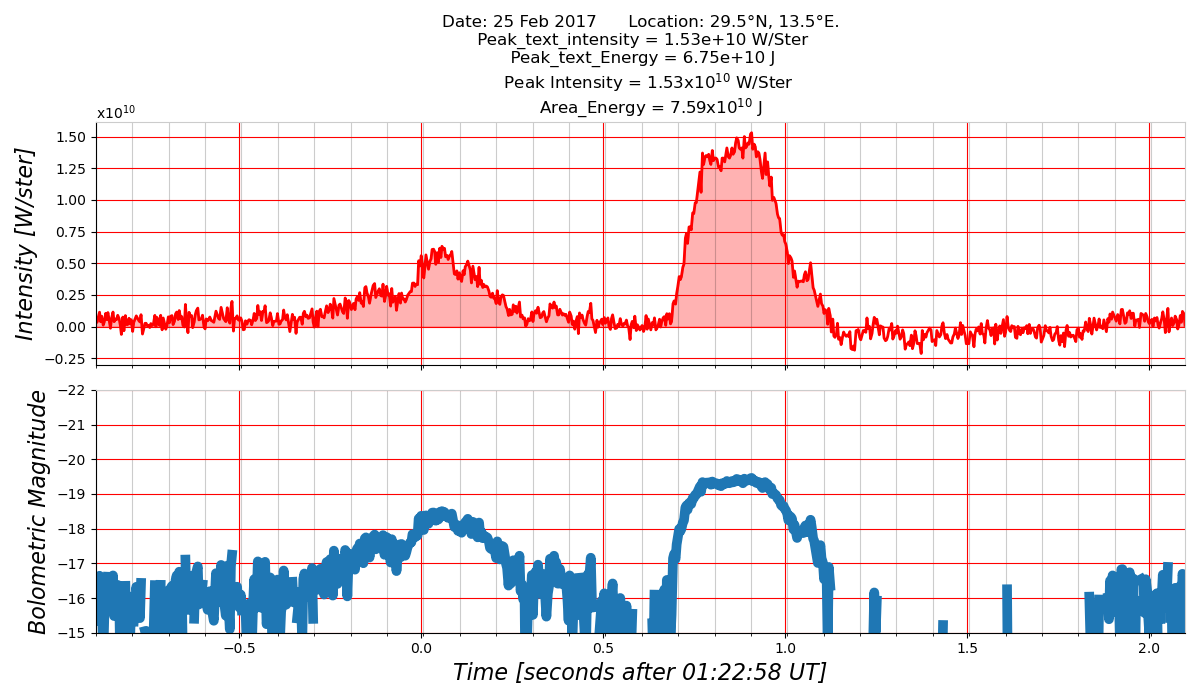 Date: 25 Feb 2017      Location: 29.5°N, 13.5°E.
Peak_text_intensity = 1.53e+10 W/Ster
Peak_text_Energy = 6.75e+10 J
Peak Intensity = 1.53x10¹⁰ W/Ster
Area_Energy = 7.59x10¹⁰ J
x10¹⁰
Intensity [W/ster]
1.50
1.25
1.00
0.75
0.50
0.25
0.00
−0.25
Bolometric Magnitude
−22
−21
−20
−19
−18
−17
−16
−15
−0.5 0.0 0.5 1.0 1.5 2.0
Time [seconds after 01:22:58 UT]